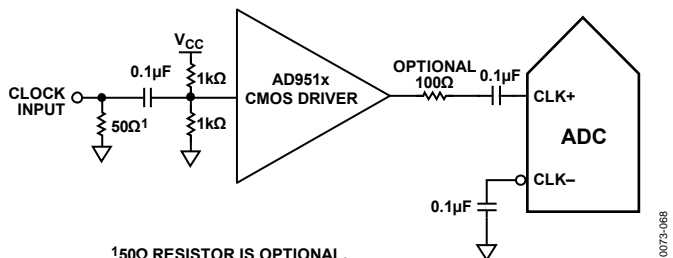 V_CC
0.1µF
1kΩ
CLOCK INPUT
50Ω¹
1kΩ
AD951x
CMOS DRIVER
OPTIONAL
100Ω
0.1µF
CLK+
ADC
CLK–
0.1µF
¹50Ω RESISTOR IS OPTIONAL.
0073-068